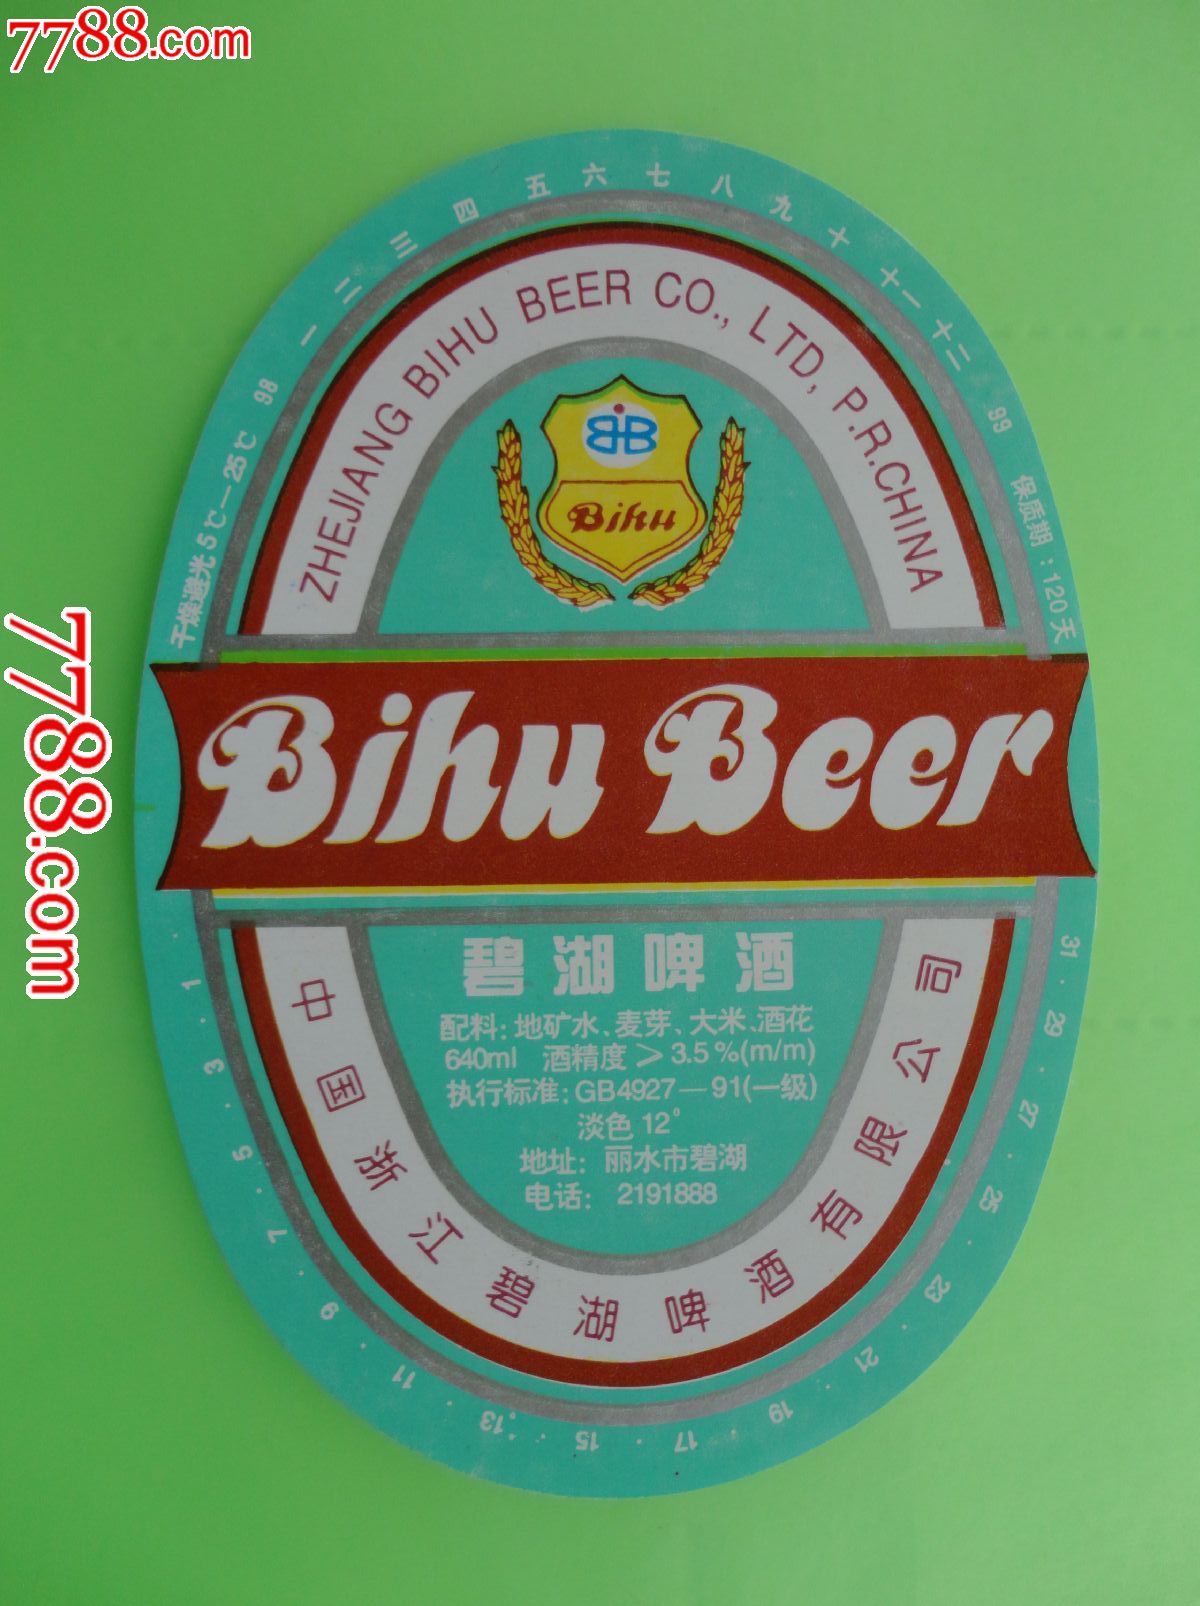 7788.com
一 二 三 四 五 六 七 八 九 十 十一 十二
98
99
干燥避光5℃—25℃
保质期：120天
ZHEJIANG BIHU BEER CO., LTD, P.R.CHINA
BB
Bihu
Bihu Beer
7788.com
碧湖啤酒
配料：地矿水、麦芽、大米、酒花
640ml 酒精度≥3.5%(m/m)
执行标准：GB4927—91(一级)
淡色12°
地址：丽水市碧湖
电话：2191888
中国浙江碧湖啤酒有限公司
1 · 3 · 5 · 7 · 9 · 11 · 13 · 15 · 17 · 19 · 21 · 23 · 25 · 27 · 29 · 31